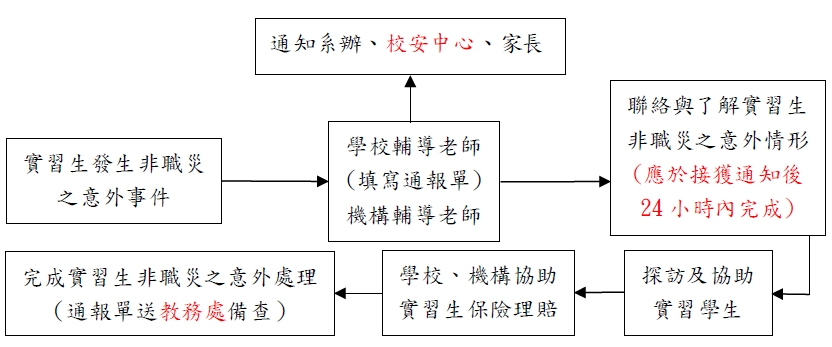 通知系辦、校安中心、家長
實習生發生非職災
之意外事件
學校輔導老師
（填寫通報單）
機構輔導老師
聯絡與了解實習生
非職災之意外情形
（應於接獲通知後
24 小時內完成）
探訪及協助
實習學生
學校、機構協助
實習生保險理賠
完成實習生非職災之意外處理
（通報單送教務處備查）